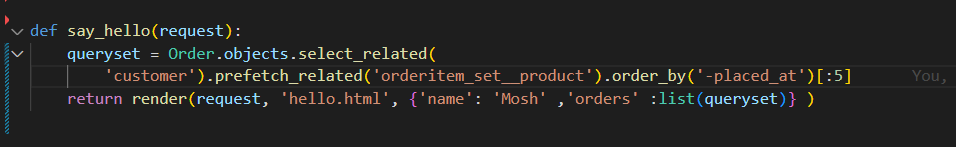 def say_hello(request):
    queryset = Order.objects.select_related(
        'customer').prefetch_related('orderitem_set__product').order_by('-placed_at')[:5]    You,
    return render(request, 'hello.html', {'name': 'Mosh' ,'orders' :list(queryset)} )